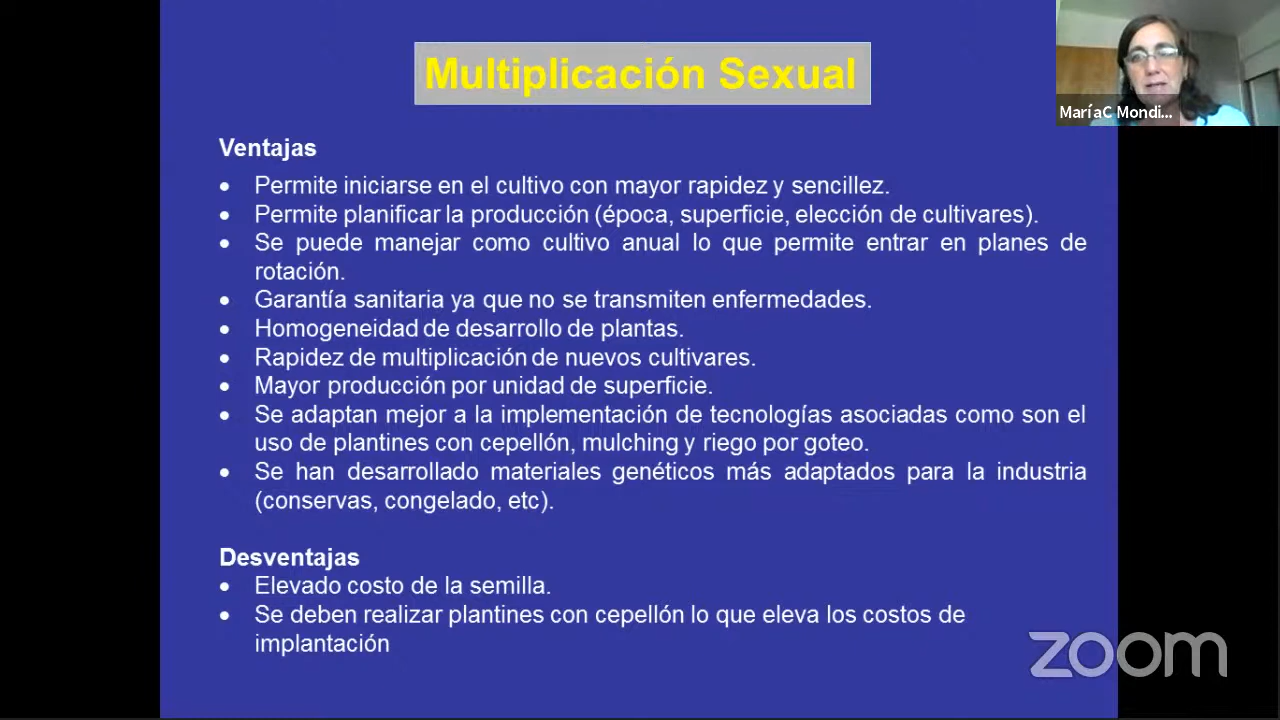 Multiplicación Sexual
MaríaC Mondi...
Ventajas
• Permite iniciarse en el cultivo con mayor rapidez y sencillez.
• Permite planificar la producción (época, superficie, elección de cultivares).
• Se puede manejar como cultivo anual lo que permite entrar en planes de
rotación.
• Garantía sanitaria ya que no se transmiten enfermedades.
• Homogeneidad de desarrollo de plantas.
• Rapidez de multiplicación de nuevos cultivares.
• Mayor producción por unidad de superficie.
• Se adaptan mejor a la implementación de tecnologías asociadas como son el
uso de plantines con cepellón, mulching y riego por goteo.
• Se han desarrollado materiales genéticos más adaptados para la industria
(conservas, congelado, etc).
Desventajas
• Elevado costo de la semilla.
• Se deben realizar plantines con cepellón lo que eleva los costos de
implantación
zoom